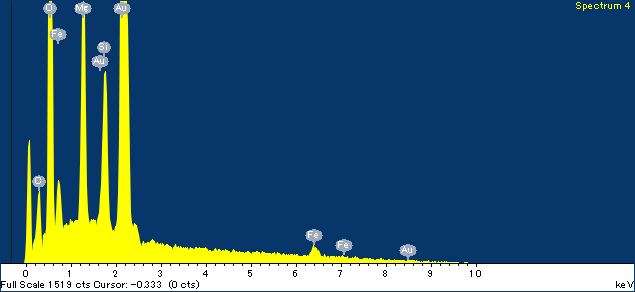 Spectrum 4
O Mg Au
Fe
Si
Au
C
Fe
Fe
Au
0 1 2 3 4 5 6 7 8 9 10
Full Scale 1519 cts Cursor: -0.333 (0 cts) keV